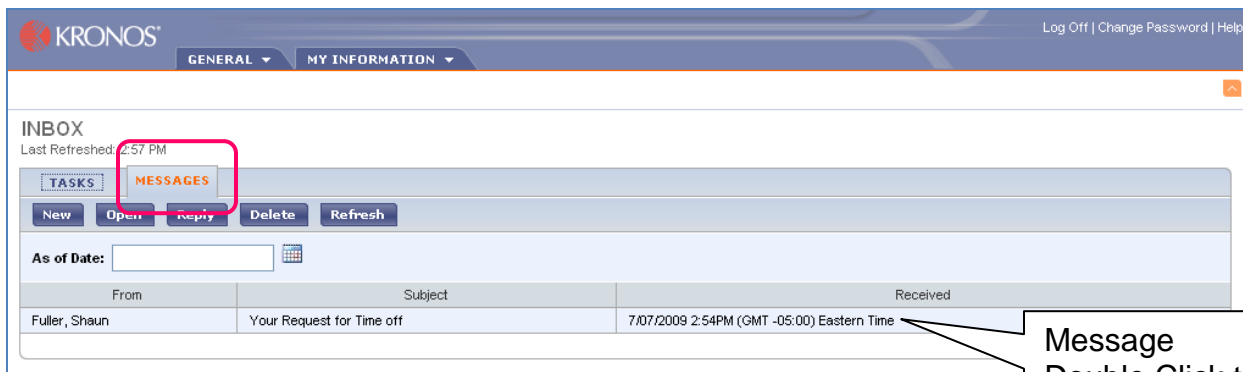 KRONOS®
Log Off | Change Password | Help
GENERAL MY INFORMATION
INBOX
Last Refreshed: 2:57 PM
TASKS MESSAGES
New Open Reply Delete Refresh
As of Date:
From Subject Received
Fuller, Shaun Your Request for Time off 7/07/2009 2:54PM (GMT -05:00) Eastern Time
Message
Double Click t